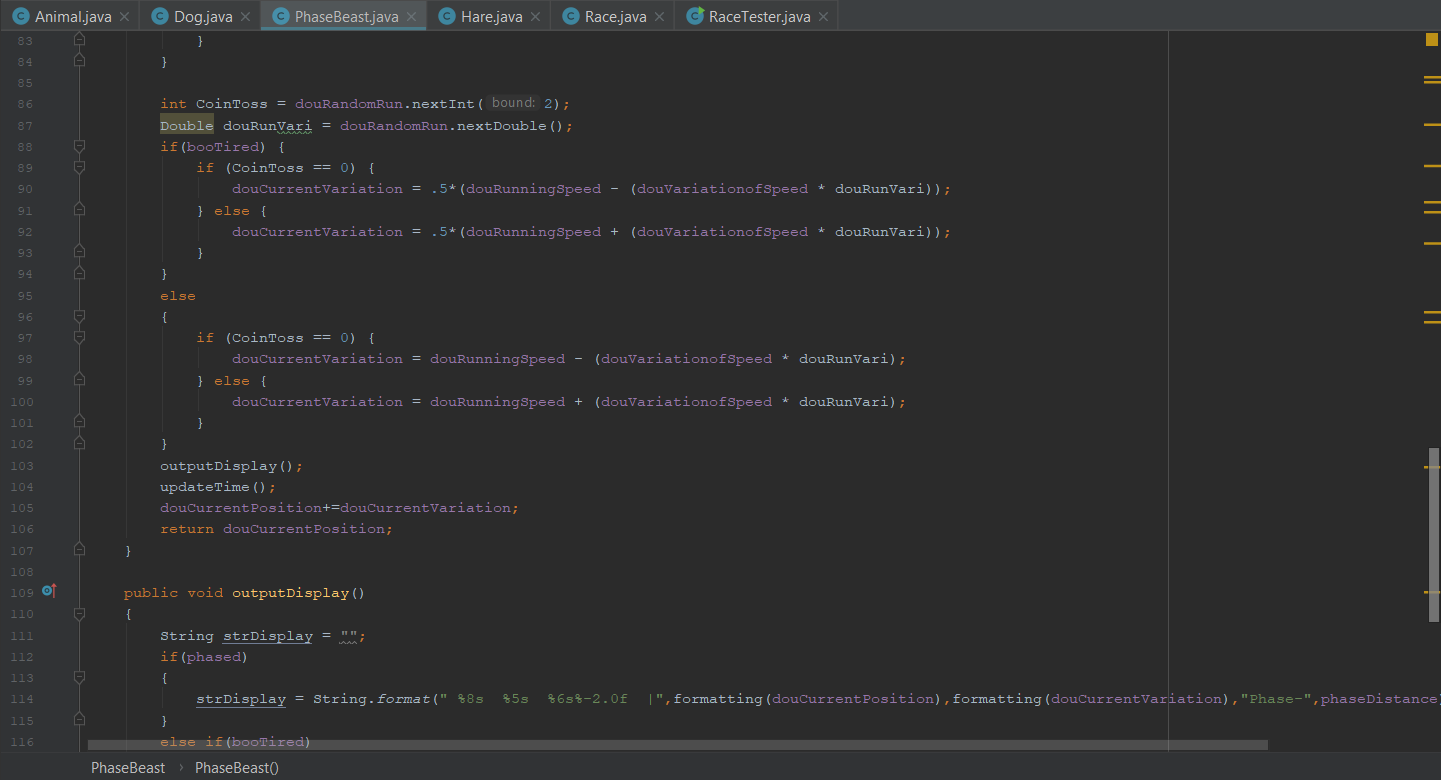 Animal.java Dog.java PhaseBeast.java Hare.java Race.java RaceTester.java
83 }
84 }
85
86 int CoinToss = douRandomRun.nextInt( bound: 2);
87 Double douRunVari = douRandomRun.nextDouble();
88 if(booTired) {
89 if (CoinToss == 0) {
90 douCurrentVariation = .5*(douRunningSpeed - (douVariationofSpeed * douRunVari));
91 } else {
92 douCurrentVariation = .5*(douRunningSpeed + (douVariationofSpeed * douRunVari));
93 }
94 }
95 else
96 {
97 if (CoinToss == 0) {
98 douCurrentVariation = douRunningSpeed - (douVariationofSpeed * douRunVari);
99 } else {
100 douCurrentVariation = douRunningSpeed + (douVariationofSpeed * douRunVari);
101 }
102 }
103 outputDisplay();
104 updateTime();
105 douCurrentPosition+=douCurrentVariation;
106 return douCurrentPosition;
107 }
108
109 public void outputDisplay()
110 {
111 String strDisplay = "";
112 if(phased)
113 {
114 strDisplay = String.format(" %8s  %5s  %6s%-2.0f  |",formatting(douCurrentPosition),formatting(douCurrentVariation),"Phase-",phaseDistance)
115 }
116 else if(booTired)
PhaseBeast › PhaseBeast()